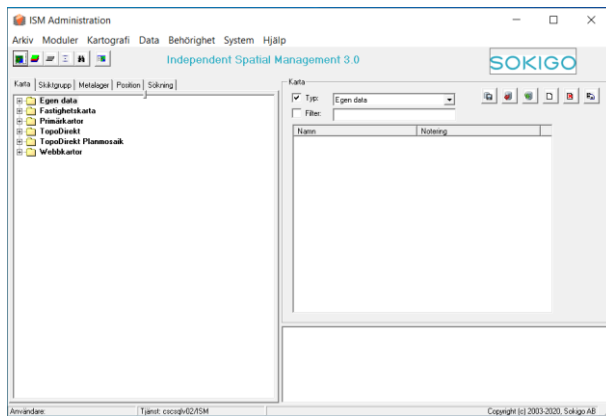 ISM Administration
Arkiv Moduler Kartografi Data Behörighet System Hjälp
Independent Spatial Management 3.0
SOKIGO
Karta Skiktgrupp Metalager Position Sökning
Egen data
Fastighetskarta
Primärkartor
TopoDirekt
TopoDirekt Planmosaik
Webbkartor
Karta
Typ: Egen data
Filter:
Namn Notering
Användare: Tjänst: cscsqlv02/ISM Copyright (c) 2003-2020, Sokigo AB